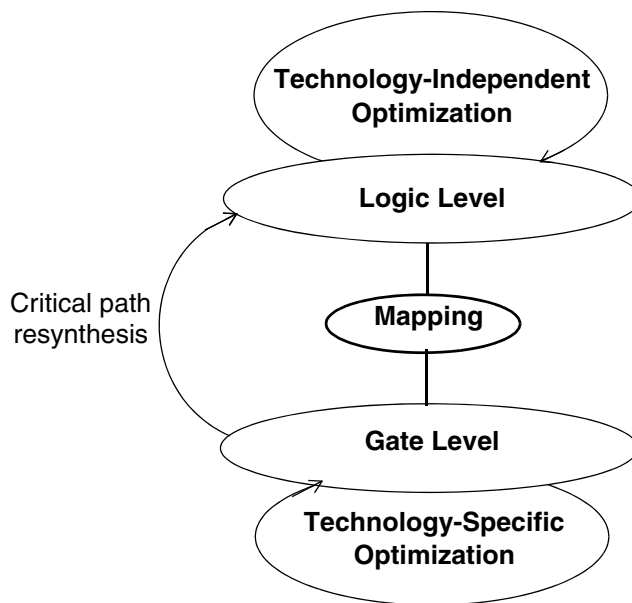 Technology-Independent
Optimization
Logic Level
Critical path
resynthesis
Mapping
Gate Level
Technology-Specific
Optimization